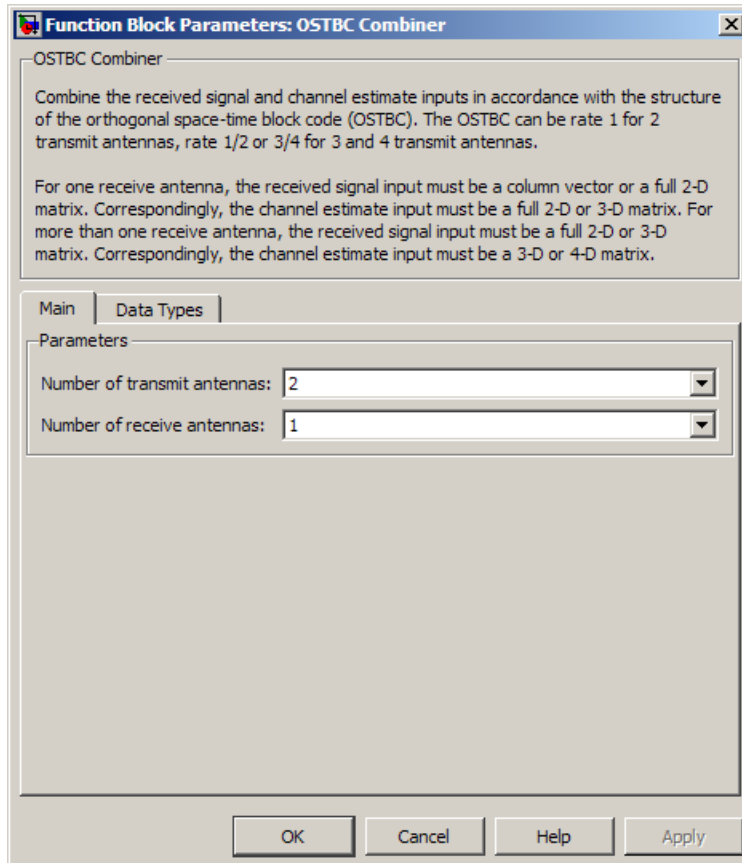 Function Block Parameters: OSTBC Combiner
OSTBC Combiner
Combine the received signal and channel estimate inputs in accordance with the structure
of the orthogonal space-time block code (OSTBC). The OSTBC can be rate 1 for 2
transmit antennas, rate 1/2 or 3/4 for 3 and 4 transmit antennas.
For one receive antenna, the received signal input must be a column vector or a full 2-D
matrix. Correspondingly, the channel estimate input must be a full 2-D or 3-D matrix. For
more than one receive antenna, the received signal input must be a full 2-D or 3-D
matrix. Correspondingly, the channel estimate input must be a 3-D or 4-D matrix.
Main Data Types
Parameters
Number of transmit antennas: 2
Number of receive antennas: 1
OK Cancel Help Apply